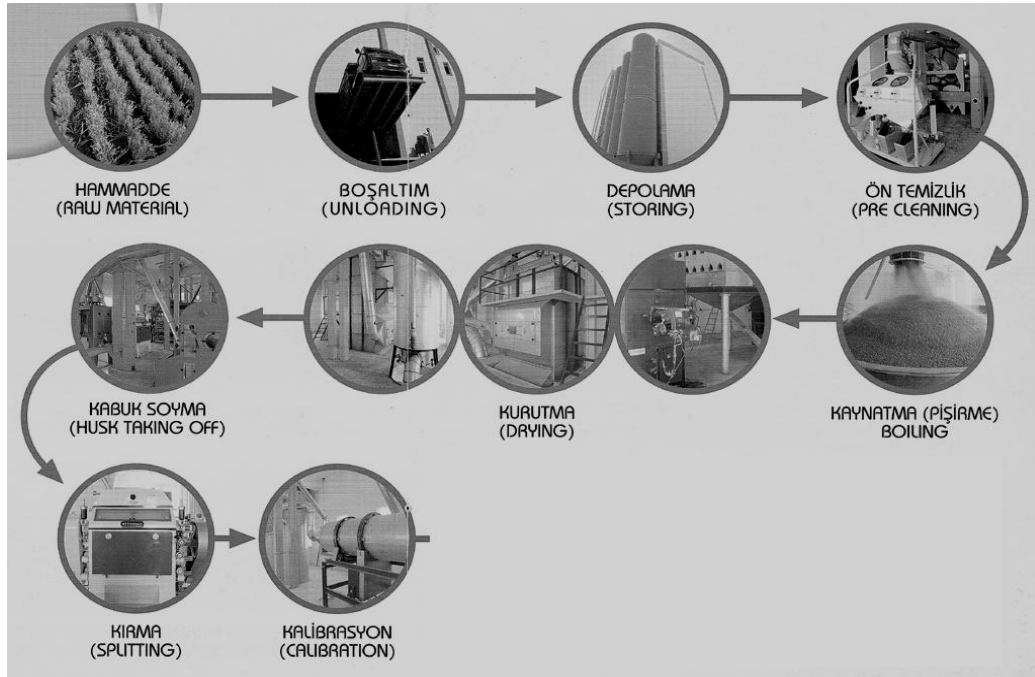 HAMMADDE
(RAW MATERIAL)
BOŞALTIM
(UNLOADING)
DEPOLAMA
(STORING)
ÖN TEMİZLİK
(PRE CLEANING)
KABUK SOYMA
(HUSK TAKING OFF)
KURUTMA
(DRYING)
KAYNATMA (PİŞİRME)
BOILING
KIRMA
(SPLITTING)
KALİBRASYON
(CALIBRATION)